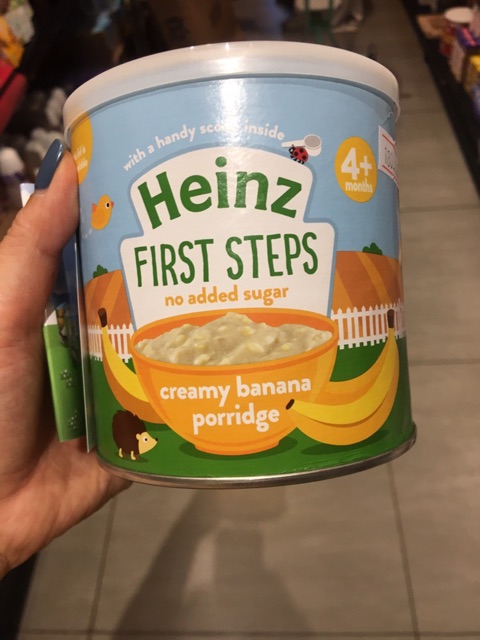 with a handy scoop inside
4+
months
Heinz
FIRST STEPS
no added sugar
creamy banana
porridge